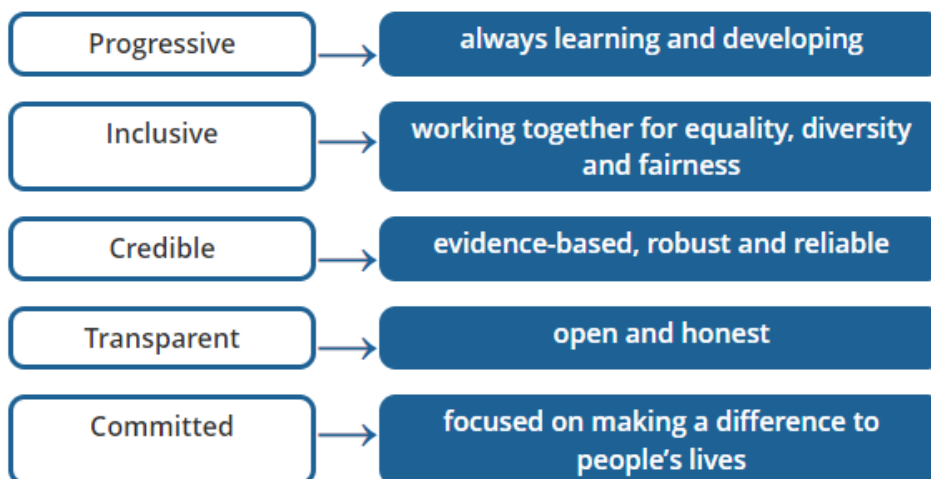 Progressive
always learning and developing
Inclusive
working together for equality, diversity
and fairness
Credible
evidence-based, robust and reliable
Transparent
open and honest
Committed
focused on making a difference to
people’s lives